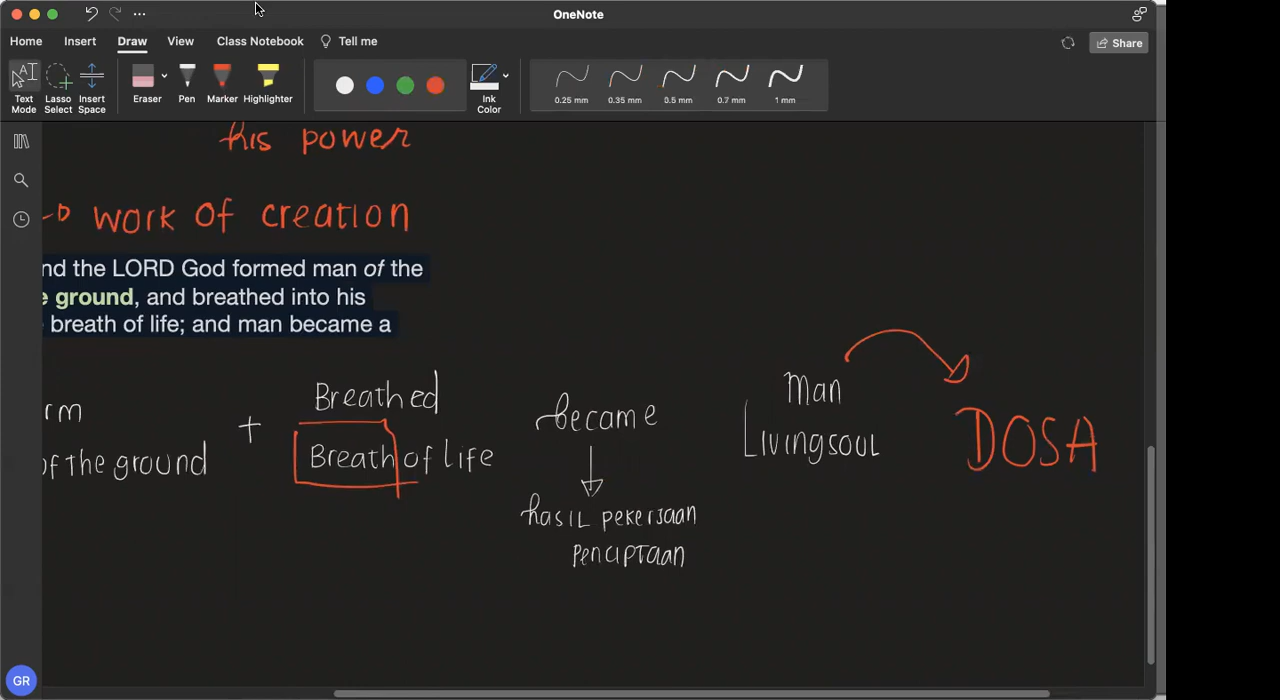 OneNote
Home Insert Draw View Class Notebook Tell me
Share
Text Mode
Lasso Select
Insert Space
Eraser
Pen
Marker
Highlighter
Ink Color
0.25 mm 0.35 mm 0.5 mm 0.7 mm 1 mm
his power
work of creation
nd the LORD God formed man of the
e ground, and breathed into his
breath of life; and man became a
rm
of the ground
+
Breathed
Breath of Life
became
hasil pekerjaan
penciptaan
Man
Living soul
DOSA
GR